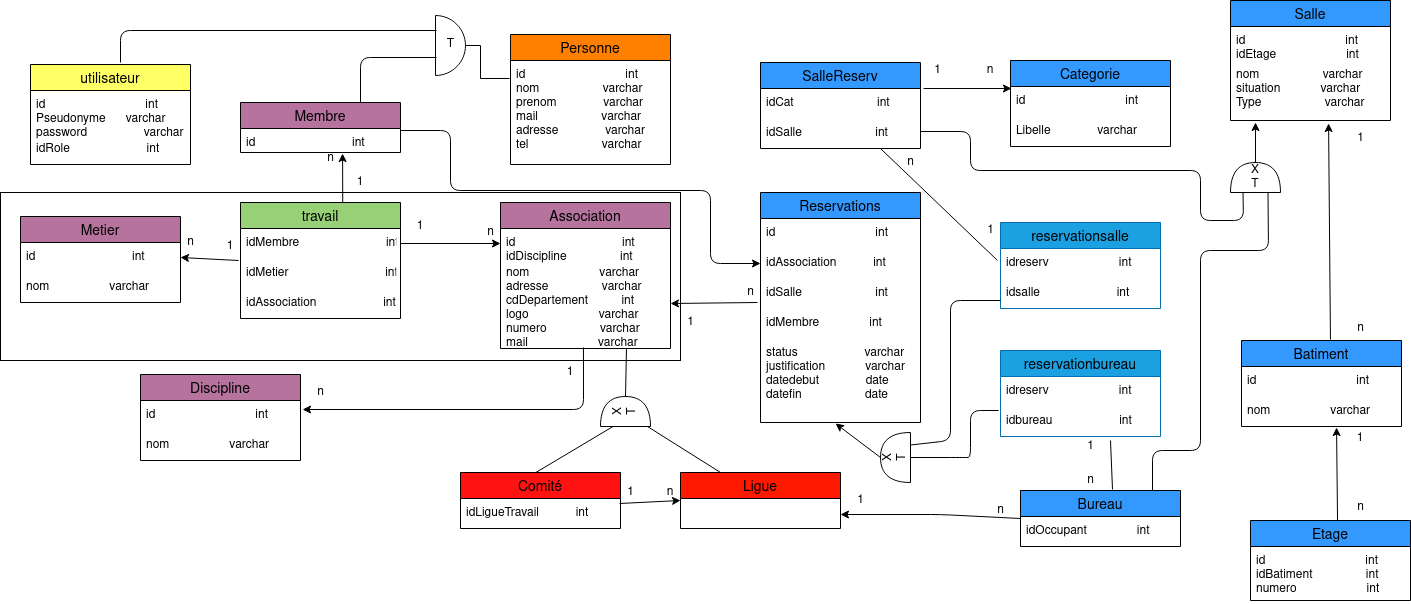 utilisateur
id int
Pseudonyme varchar
password varchar
idRole int
T
Personne
id int
nom varchar
prenom varchar
mail varchar
adresse varchar
tel varchar
Membre
id int
n
1
Metier
id int
nom varchar
n
1
travail
idMembre int
idMetier int
idAssociation int
1
n
Association
id int
idDiscipline int
nom varchar
adresse varchar
cdDepartement int
logo varchar
numero varchar
mail varchar
Discipline
id int
nom varchar
n
1
X T
Comité
idLigueTravail int
1
n
Ligue
SalleReserv
idCat int
idSalle int
1
n
Categorie
id int
Libelle varchar
n
1
Reservations
id int
idAssociation int
idSalle int
idMembre int
status varchar
justification varchar
datedebut date
datefin date
n
1
reservationsalle
idreserv int
idsalle int
reservationbureau
idreserv int
idbureau int
X T
1
n
Bureau
idOccupant int
1
n
Salle
id int
idEtage int
nom varchar
situation varchar
Type varchar
X
T
1
n
Batiment
id int
nom varchar
1
n
Etage
id int
idBatiment int
numero int